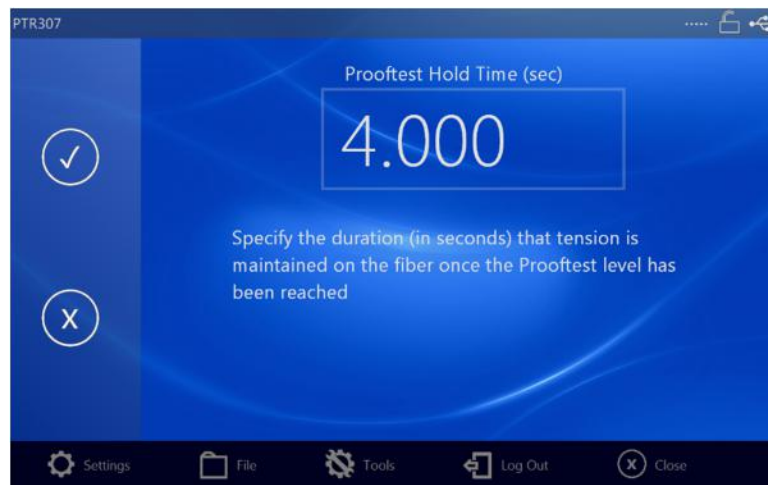 PTR307
Prooftest Hold Time (sec)
4.000
Specify the duration (in seconds) that tension is
maintained on the fiber once the Prooftest level has
been reached
X
Settings File Tools Log Out X Close